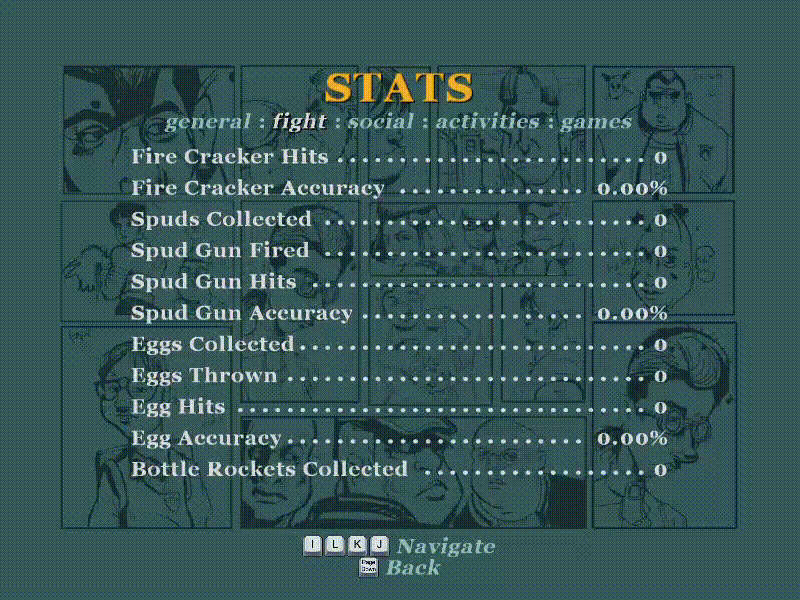 STATS
general : fight : social : activities : games
Fire Cracker Hits . . . . . . . . . . . . . . . . . . . . . . . . 0
Fire Cracker Accuracy . . . . . . . . . . . . . . 0.00%
Spuds Collected . . . . . . . . . . . . . . . . . . . . . . . . . 0
Spud Gun Fired . . . . . . . . . . . . . . . . . . . . . . . . . 0
Spud Gun Hits . . . . . . . . . . . . . . . . . . . . . . . . . . 0
Spud Gun Accuracy . . . . . . . . . . . . . . . . . 0.00%
Eggs Collected . . . . . . . . . . . . . . . . . . . . . . . . . . . 0
Eggs Thrown . . . . . . . . . . . . . . . . . . . . . . . . . . . . 0
Egg Hits . . . . . . . . . . . . . . . . . . . . . . . . . . . . . . . . 0
Egg Accuracy . . . . . . . . . . . . . . . . . . . . . . . 0.00%
Bottle Rockets Collected . . . . . . . . . . . . . . . . . 0
I L K J Navigate
Page Down Back